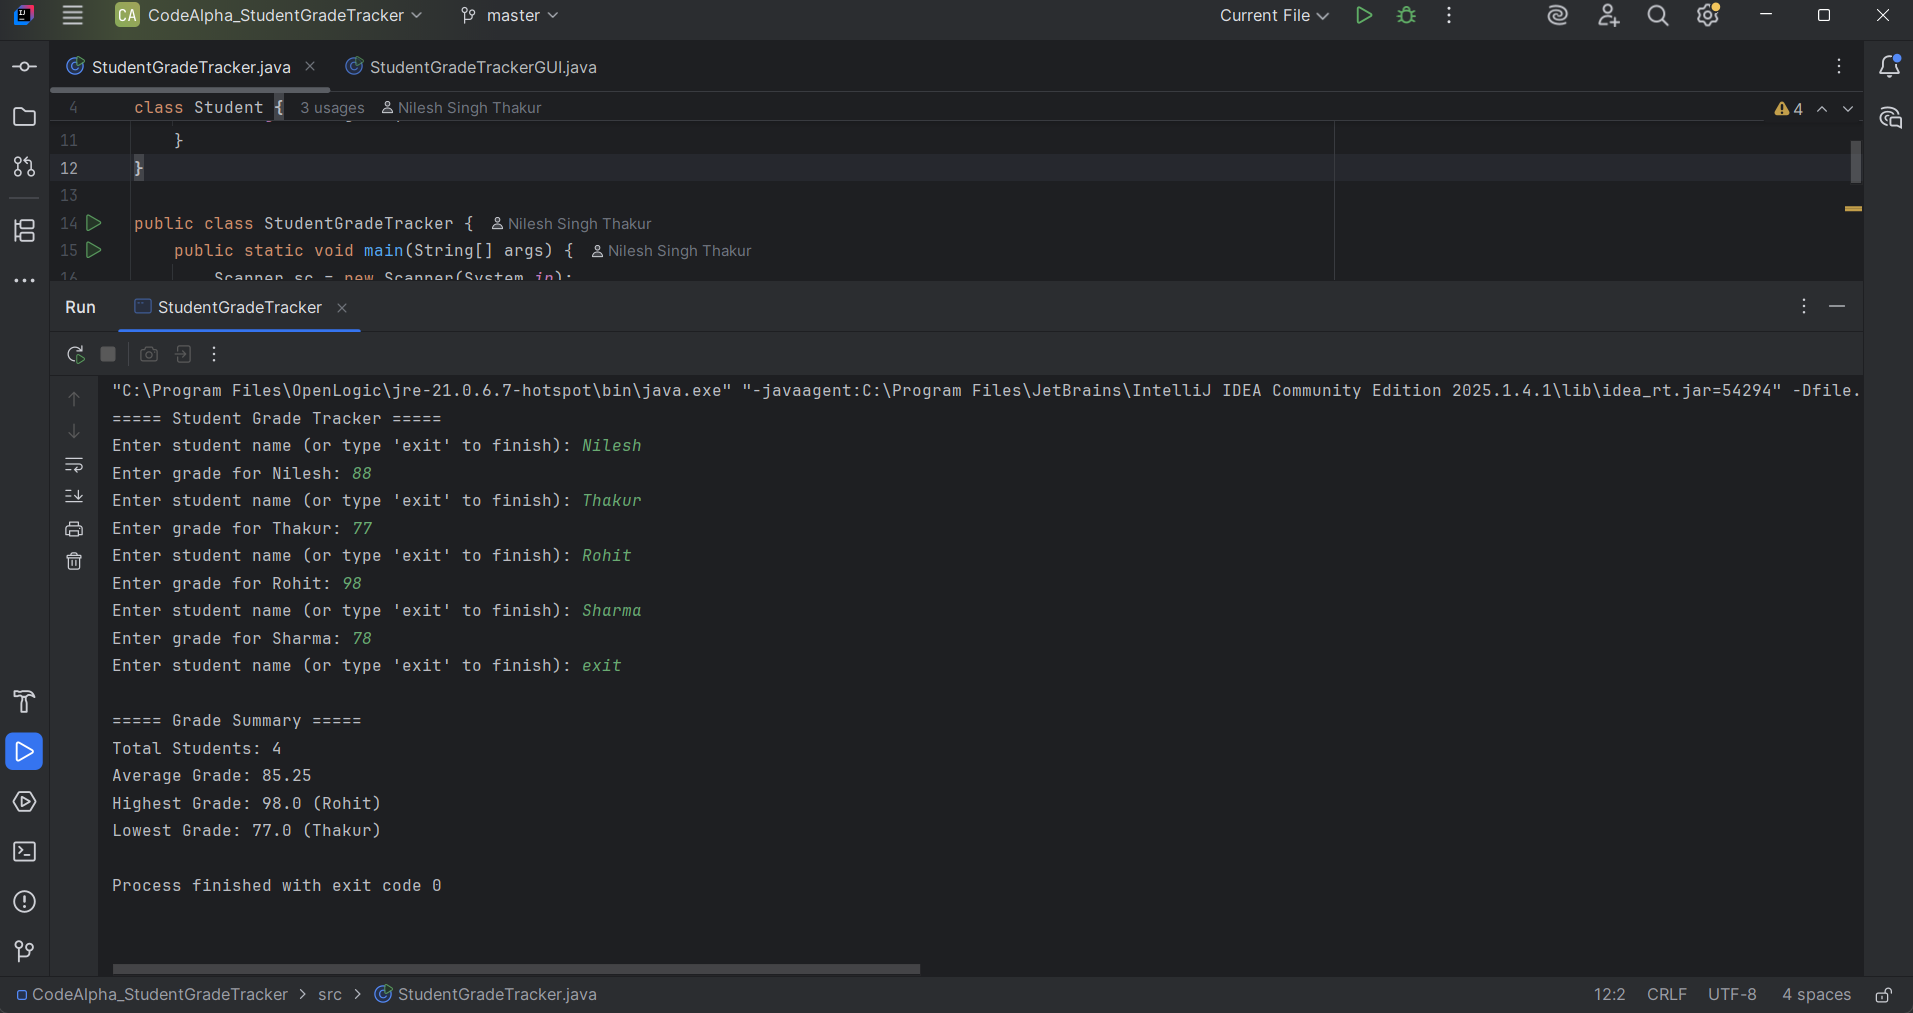 CA CodeAlpha_StudentGradeTracker master Current File
StudentGradeTracker.java StudentGradeTrackerGUI.java
4 class Student { 3 usages Nilesh Singh Thakur 4
11 }
12 }
13
14 public class StudentGradeTracker { Nilesh Singh Thakur
15 public static void main(String[] args) { Nilesh Singh Thakur
16 Scanner sc = new Scanner(System.in);
Run StudentGradeTracker
"C:\Program Files\OpenLogic\jre-21.0.6.7-hotspot\bin\java.exe" "-javaagent:C:\Program Files\JetBrains\IntelliJ IDEA Community Edition 2025.1.4.1\lib\idea_rt.jar=54294" -Dfile.
===== Student Grade Tracker =====
Enter student name (or type 'exit' to finish): Nilesh
Enter grade for Nilesh: 88
Enter student name (or type 'exit' to finish): Thakur
Enter grade for Thakur: 77
Enter student name (or type 'exit' to finish): Rohit
Enter grade for Rohit: 98
Enter student name (or type 'exit' to finish): Sharma
Enter grade for Sharma: 78
Enter student name (or type 'exit' to finish): exit
===== Grade Summary =====
Total Students: 4
Average Grade: 85.25
Highest Grade: 98.0 (Rohit)
Lowest Grade: 77.0 (Thakur)
Process finished with exit code 0
CodeAlpha_StudentGradeTracker > src > StudentGradeTracker.java 12:2 CRLF UTF-8 4 spaces